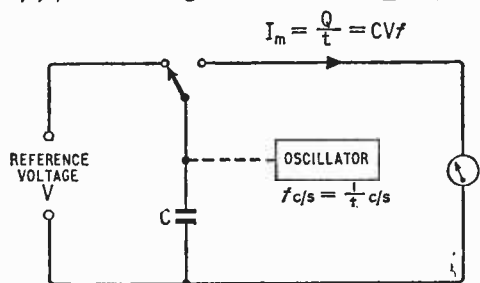 I_m = Q/t = CVf
REFERENCE
VOLTAGE
V
OSCILLATOR
f c/s = 1/t c/s
C